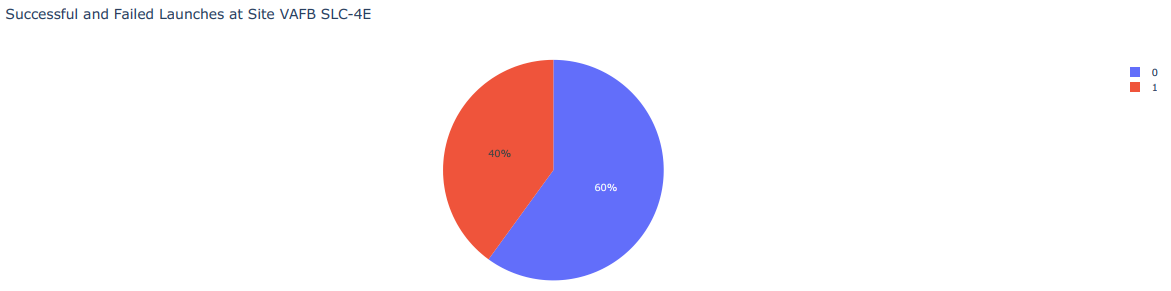 Successful and Failed Launches at Site VAFB SLC-4E
0
1
40%
60%